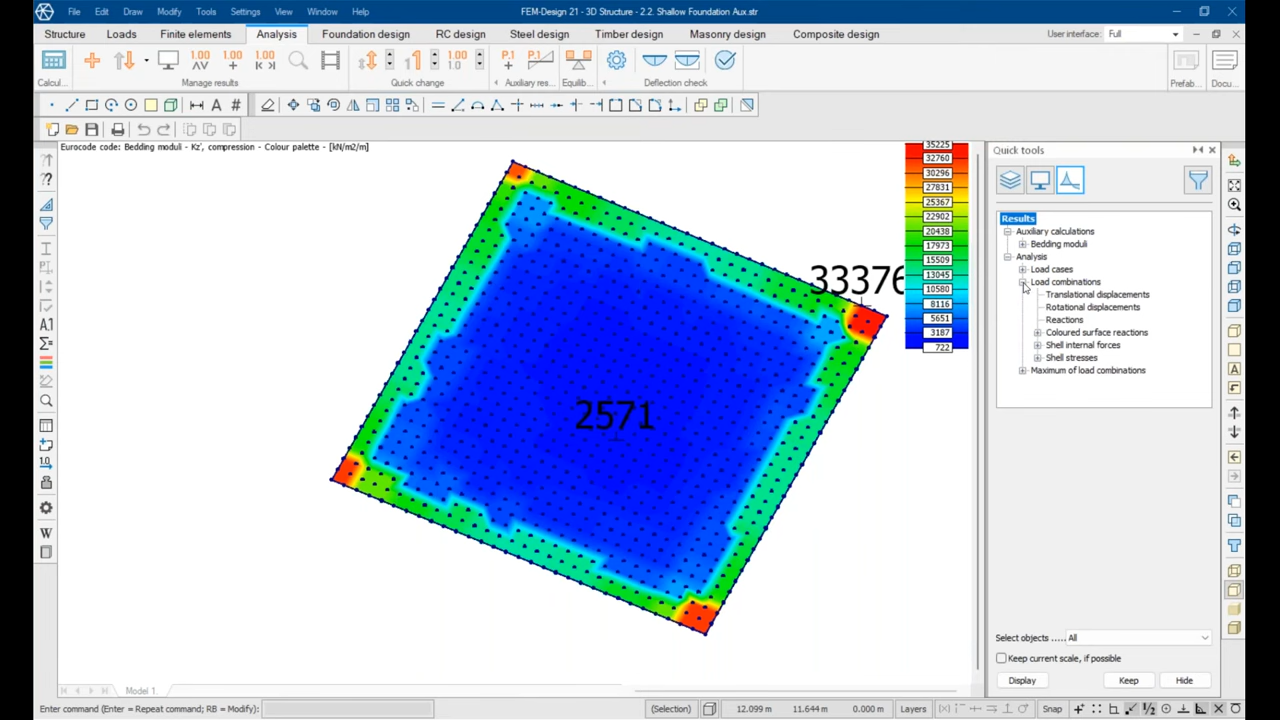 FEM-Design 21 - 3D Structure - 2.2. Shallow Foundation Aux.str
File Edit Draw Modify Tools Settings View Window Help
Structure Loads Finite elements Analysis Foundation design RC design Steel design Timber design Masonry design Composite design User interface: Full
Calcul... Manage results Quick change Auxiliary res... Equilib... Deflection check Prefab... Docu...
Eurocode code: Bedding moduli - Kz', compression - Colour palette - [kN/m2/m]
35225
32760
30296
27831
25367
22902
20438
17973
15509
13045
10580
8116
5651
3187
722
33376
2571
Quick tools
Results
Auxiliary calculations
Bedding moduli
Analysis
Load cases
Load combinations
Translational displacements
Rotational displacements
Reactions
Coloured surface reactions
Shell internal forces
Shell stresses
Maximum of load combinations
Select objects ..... All
Keep current scale, if possible
Display Keep Hide
Model 1.
Enter command (Enter = Repeat command; RB = Modify): (Selection) 12.099 m 11.644 m 0.000 m Layers Snap